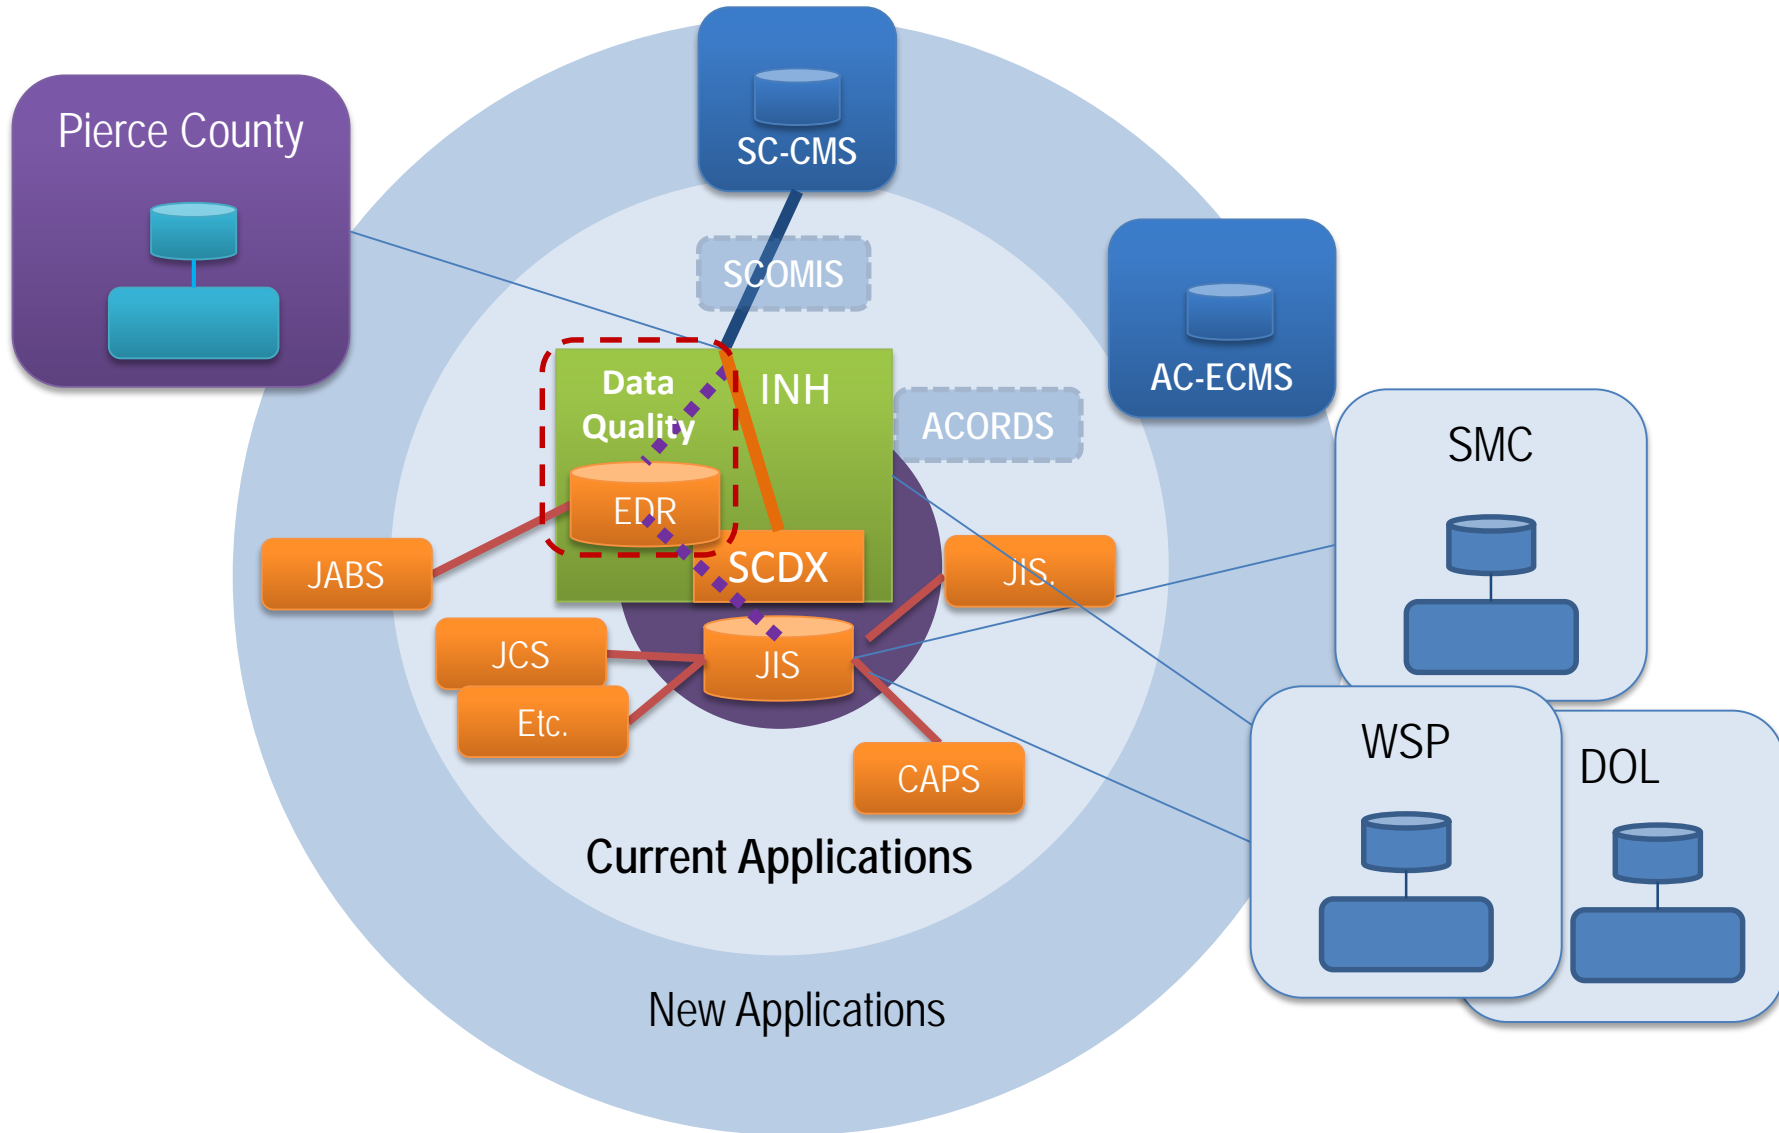 Pierce County
SC-CMS
SCOMIS
AC-ECMS
Data
Quality
INH
ACORDS
SMC
EDR
SCDX
JABS
JIS.
JCS
JIS
Etc.
WSP
DOL
CAPS
Current Applications
New Applications